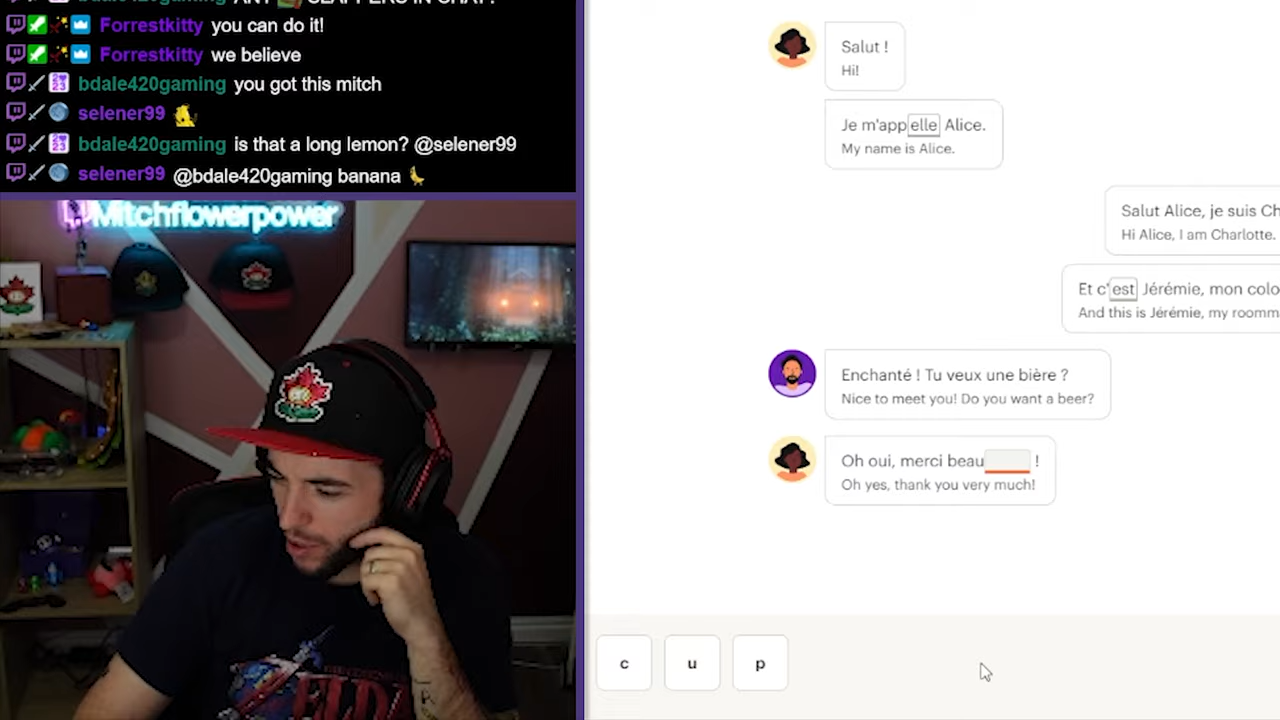 Forrestkitty you can do it!
Forrestkitty we believe
bdale420gaming you got this mitch
selener99
bdale420gaming is that a long lemon? @selener99
selener99 @bdale420gaming banana
Mitchflowerpower
ZELD
Salut !
Hi!
Je m'appelle Alice.
My name is Alice.
Salut Alice, je suis Ch
Hi Alice, I am Charlotte.
Et c'est Jérémie, mon colo
And this is Jérémie, my roomm
Enchanté ! Tu veux une bière ?
Nice to meet you! Do you want a beer?
Oh oui, merci beau !
Oh yes, thank you very much!
c u p